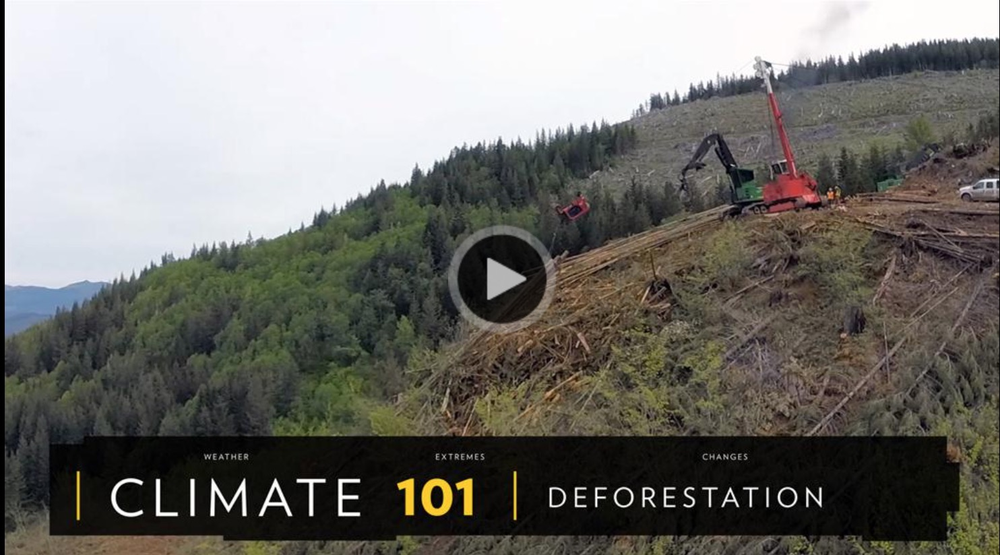 WEATHER EXTREMES CHANGES
CLIMATE 101 DEFORESTATION